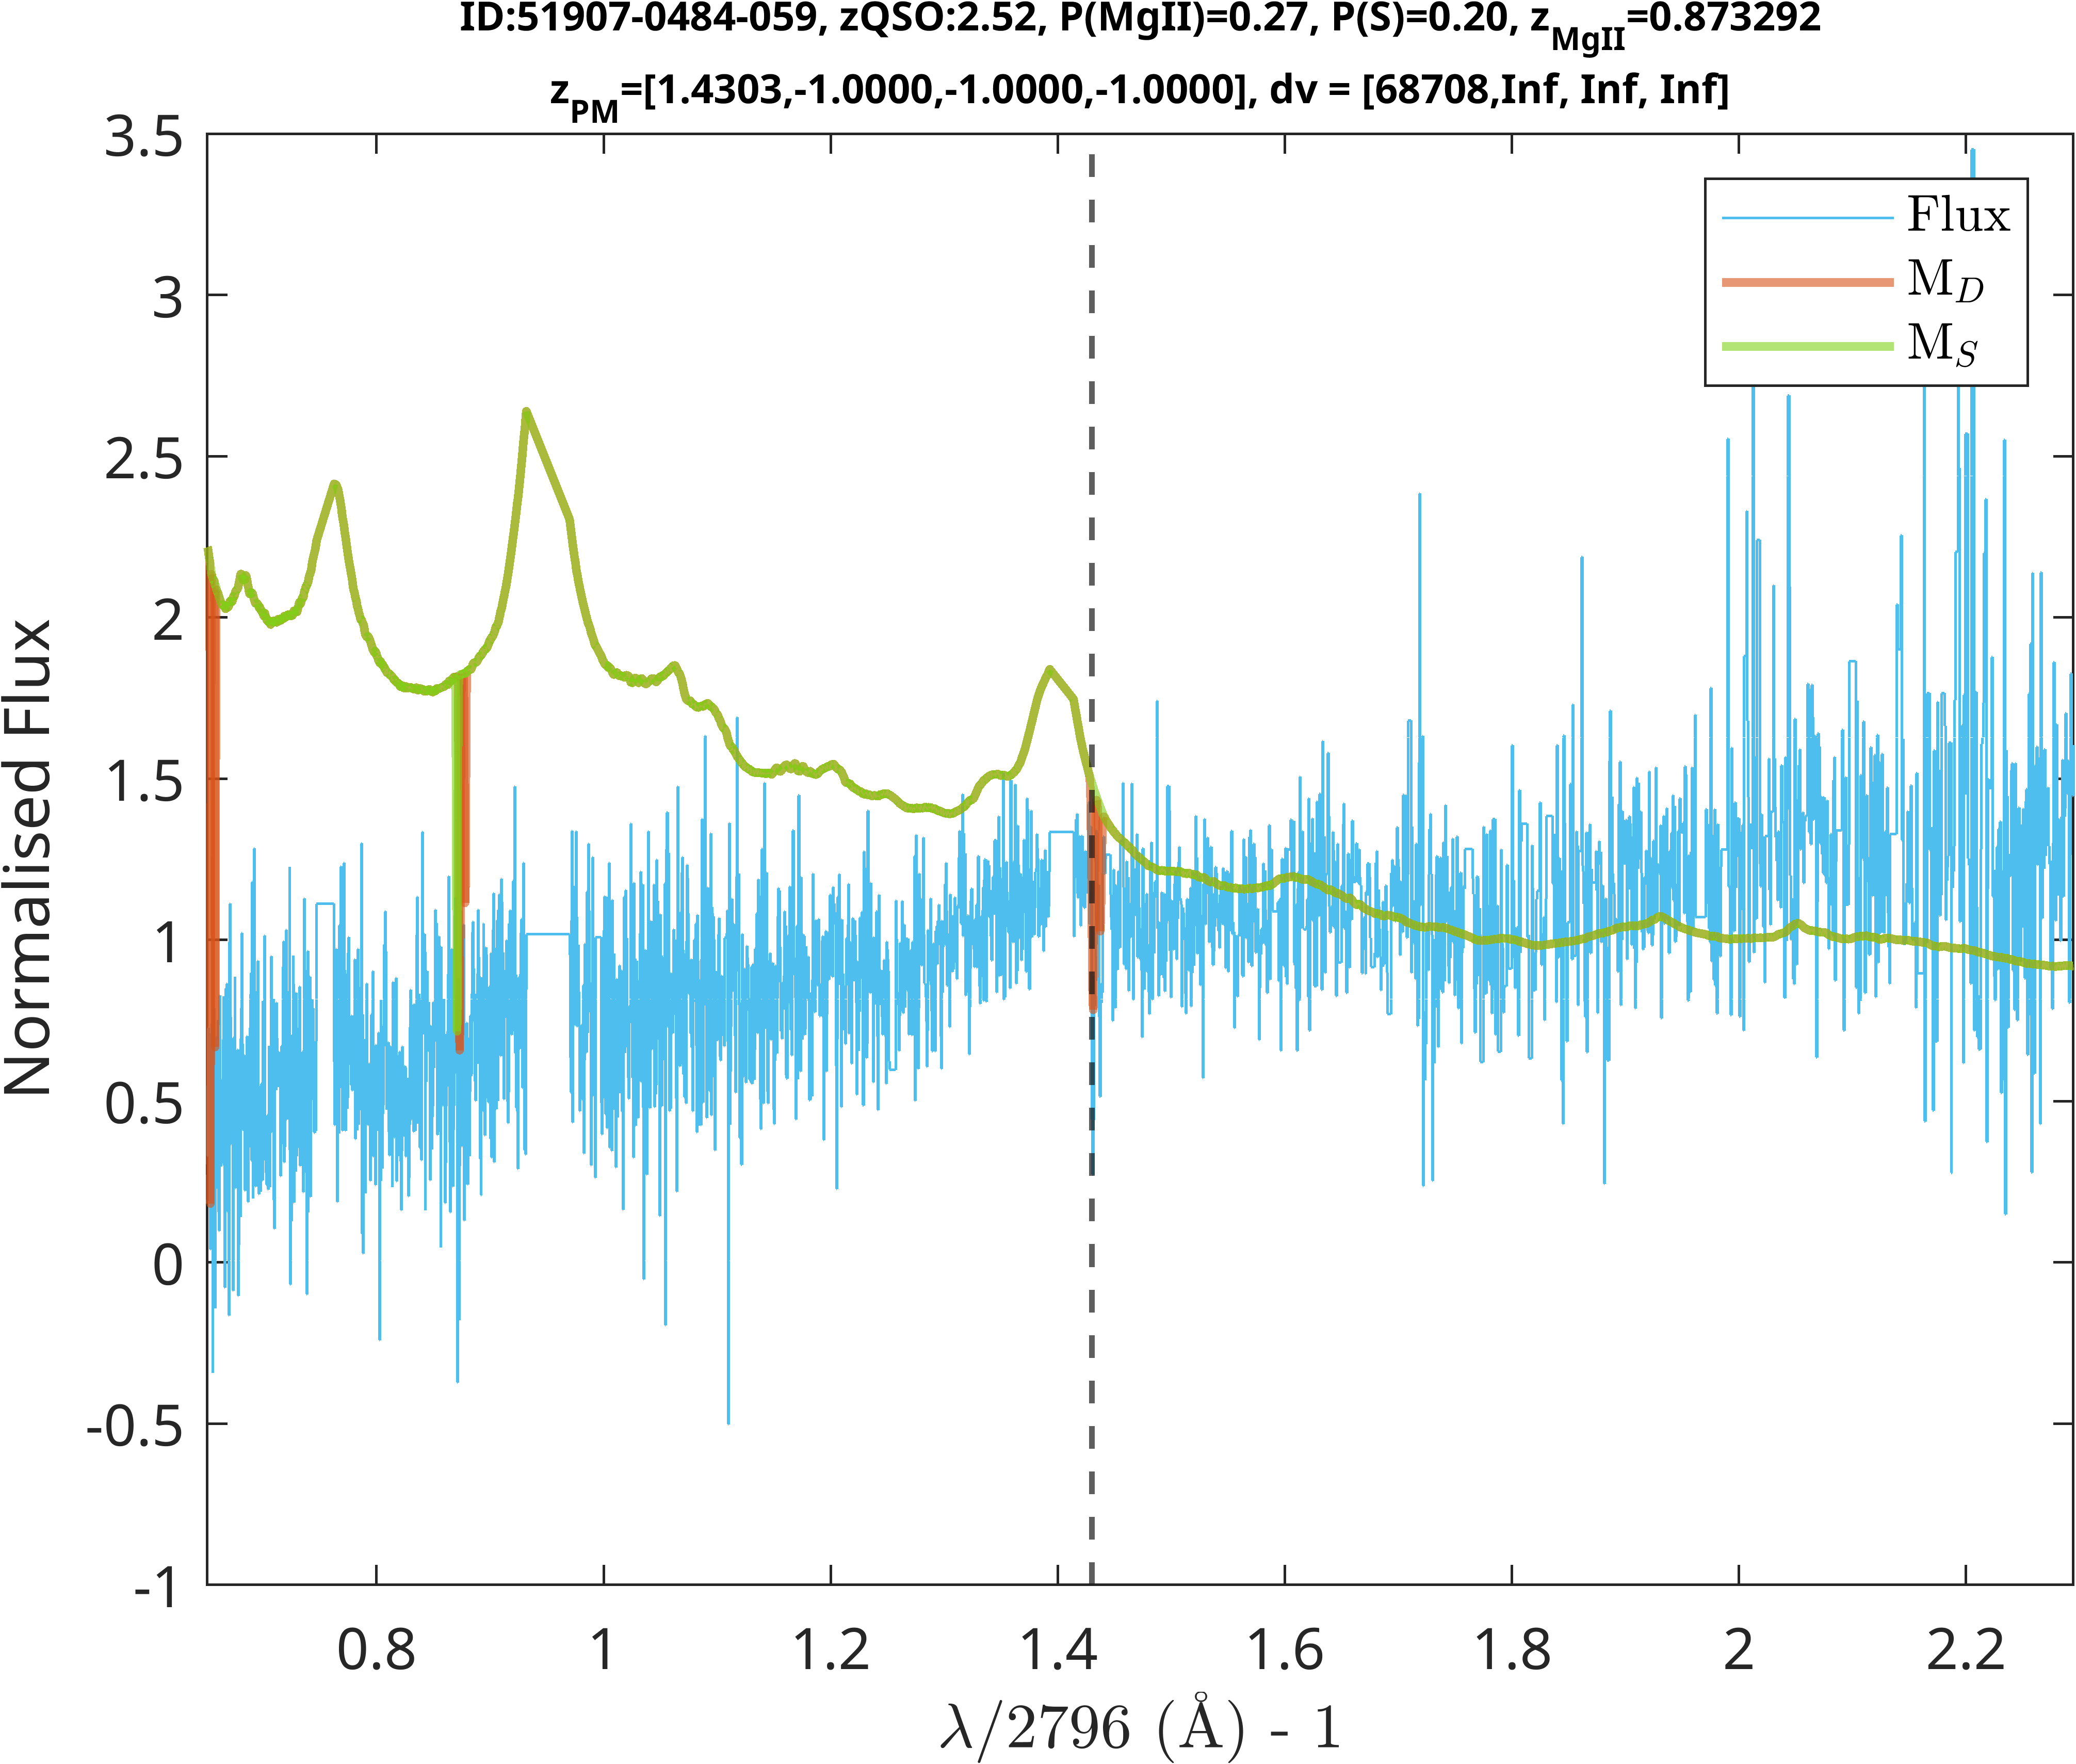 ID:51907-0484-059, zQSO:2.52, P(MgII)=0.27, P(S)=0.20, zMgII=0.873292
zPM=[1.4303,-1.0000,-1.0000,-1.0000], dv = [68708,Inf, Inf, Inf]
3.5
3
2.5
2
1.5
1
0.5
0
-0.5
-1
Normalised Flux
Flux
MD
MS
0.8
1
1.2
1.4
1.6
1.8
2
2.2
λ/2796 (Å) - 1